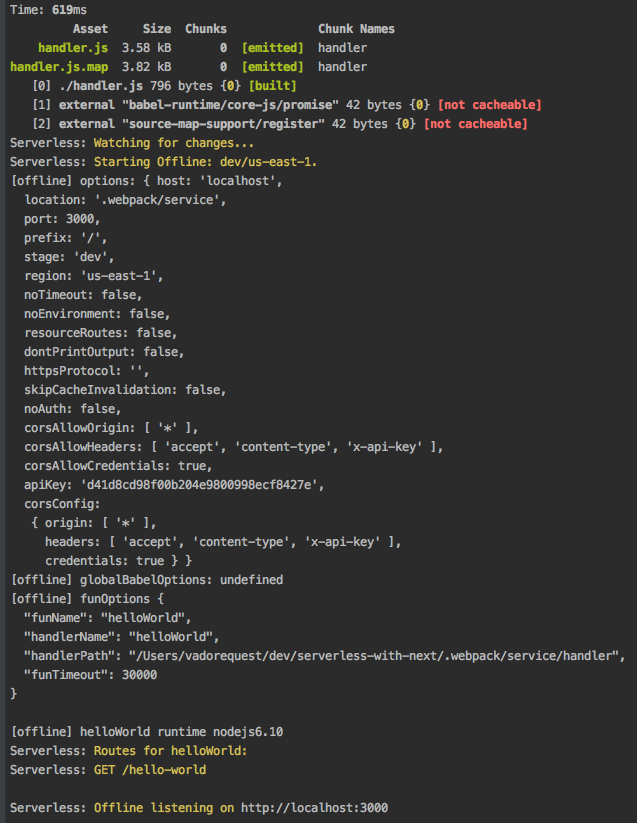 Time: 619ms
Asset Size Chunks Chunk Names
handler.js 3.58 kB 0 [emitted] handler
handler.js.map 3.82 kB 0 [emitted] handler
[0] ./handler.js 796 bytes {0} [built]
[1] external "babel-runtime/core-js/promise" 42 bytes {0} [not cacheable]
[2] external "source-map-support/register" 42 bytes {0} [not cacheable]
Serverless: Watching for changes...
Serverless: Starting Offline: dev/us-east-1.
[offline] options: { host: 'localhost',
location: '.webpack/service',
port: 3000,
prefix: '/',
stage: 'dev',
region: 'us-east-1',
noTimeout: false,
noEnvironment: false,
resourceRoutes: false,
dontPrintOutput: false,
httpsProtocol: '',
skipCacheInvalidation: false,
noAuth: false,
corsAllowOrigin: [ '*' ],
corsAllowHeaders: [ 'accept', 'content-type', 'x-api-key' ],
corsAllowCredentials: true,
apiKey: 'd41d8cd98f00b204e9800998ecf8427e',
corsConfig:
{ origin: [ '*' ],
headers: [ 'accept', 'content-type', 'x-api-key' ],
credentials: true } }
[offline] globalBabelOptions: undefined
[offline] funOptions {
"funName": "helloWorld",
"handlerName": "helloWorld",
"handlerPath": "/Users/vadorequest/dev/serverless-with-next/.webpack/service/handler",
"funTimeout": 30000
}
[offline] helloWorld runtime nodejs6.10
Serverless: Routes for helloWorld:
Serverless: GET /hello-world
Serverless: Offline listening on http://localhost:3000